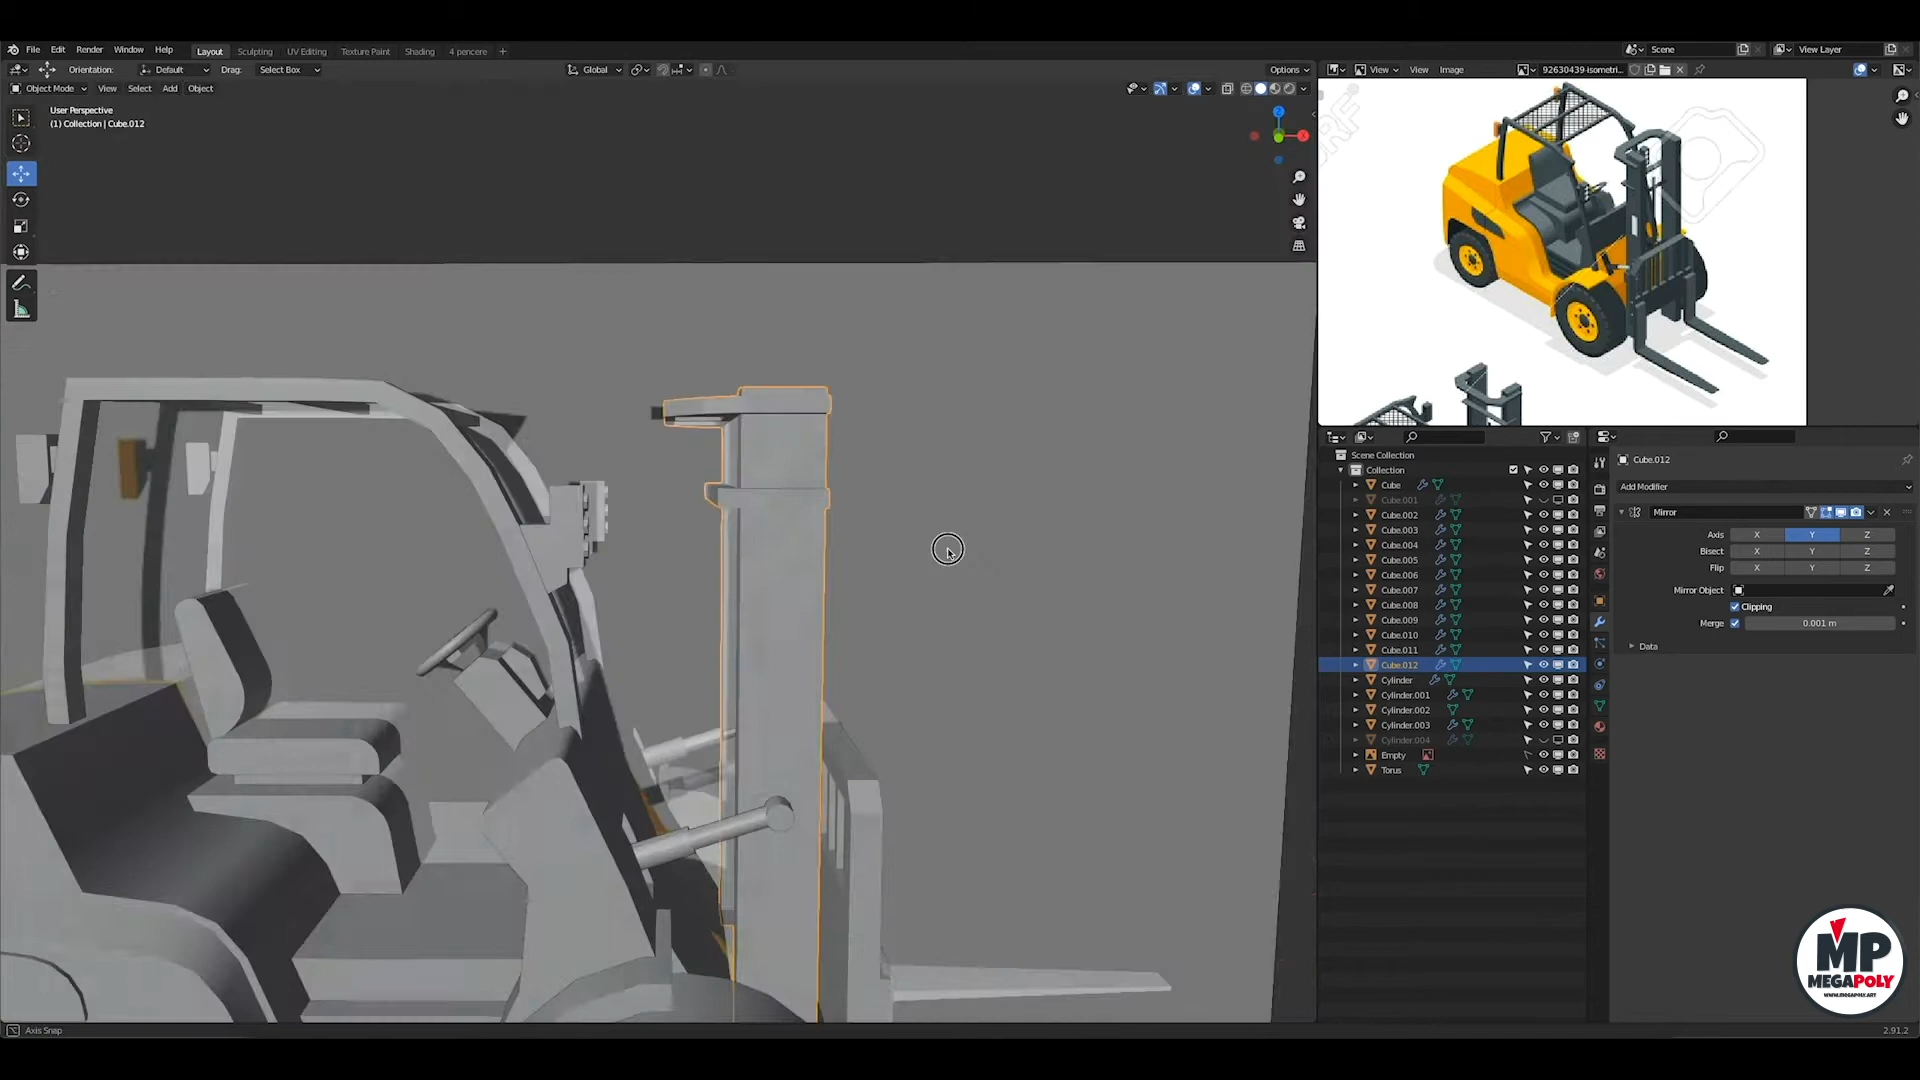 File Edit Render Window Help Layout Sculpting UV Editing Texture Paint Shading 4 pencere + Scene View Layer
Orientation: Default Drag: Select Box Global Options View View Image 92630439-isometri...
Object Mode View Select Add Object
User Perspective
(1) Collection | Cube.012
Z
X
Scene Collection
Collection
Cube
Cube.001
Cube.002
Cube.003
Cube.004
Cube.005
Cube.006
Cube.007
Cube.008
Cube.009
Cube.010
Cube.011
Cube.012
Cylinder
Cylinder.001
Cylinder.002
Cylinder.003
Cylinder.004
Empty
Torus
Cube.012
Add Modifier
Mirror
Axis X Y Z
Bisect X Y Z
Flip X Y Z
Mirror Object
Clipping
Merge 0.001 m
Data
MP
MEGAPOLY
WWW.MEGAPOLY.ART
Axis Snap 2.91.2